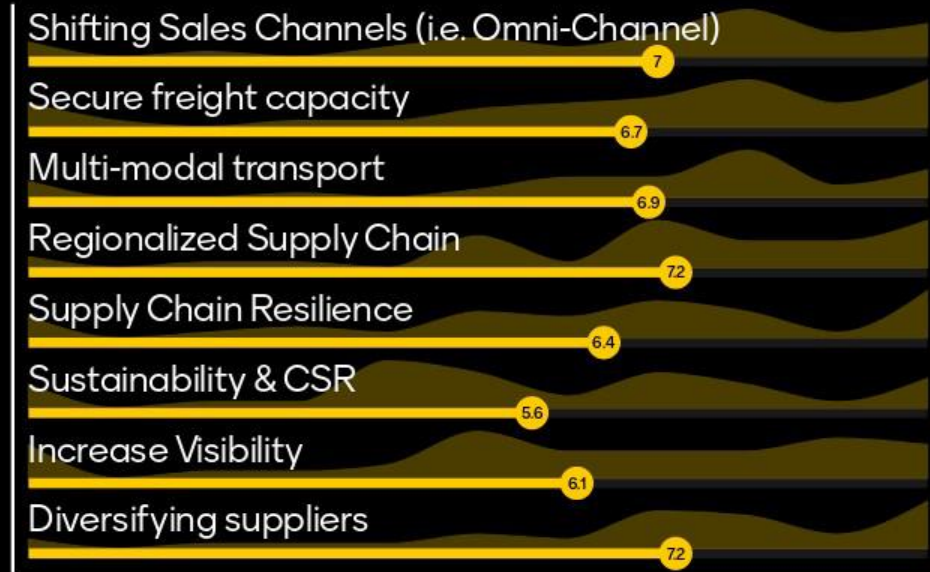 Shifting Sales Channels (i.e. Omni-Channel)
7
Secure freight capacity
6.7
Multi-modal transport
6.9
Regionalized Supply Chain
7.2
Supply Chain Resilience
6.4
Sustainability & CSR
5.6
Increase Visibility
6.1
Diversifying suppliers
7.2